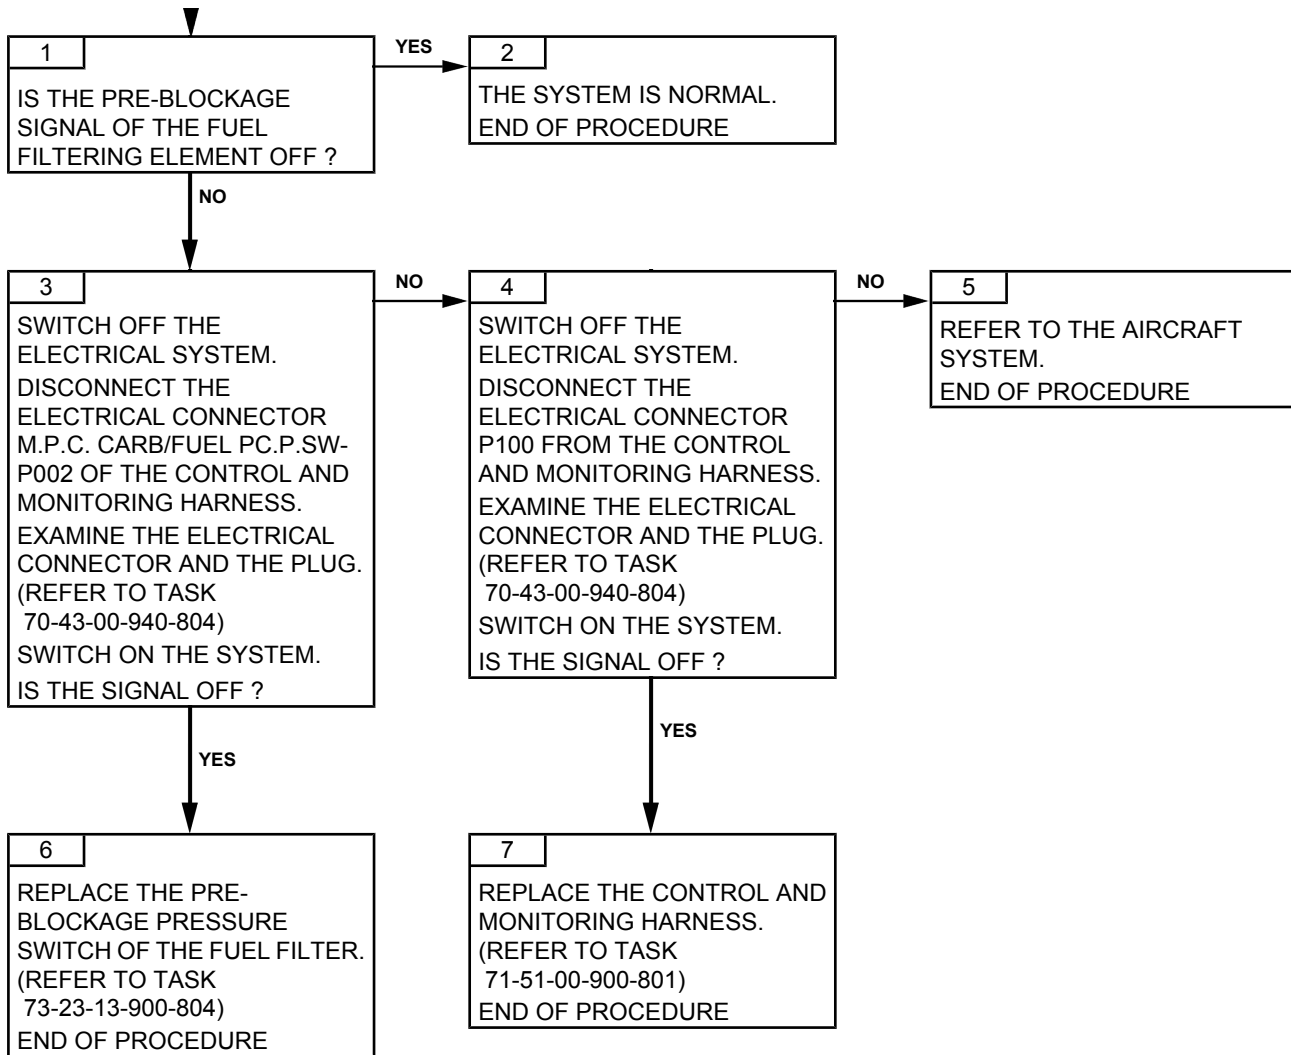 1
IS THE PRE-BLOCKAGE
SIGNAL OF THE FUEL
FILTERING ELEMENT OFF ?
YES
2
THE SYSTEM IS NORMAL.
END OF PROCEDURE
NO
3
SWITCH OFF THE
ELECTRICAL SYSTEM.
DISCONNECT THE
ELECTRICAL CONNECTOR
M.P.C. CARB/FUEL PC.P.SW-
P002 OF THE CONTROL AND
MONITORING HARNESS.
EXAMINE THE ELECTRICAL
CONNECTOR AND THE PLUG.
(REFER TO TASK
70-43-00-940-804)
SWITCH ON THE SYSTEM.
IS THE SIGNAL OFF ?
NO
4
SWITCH OFF THE
ELECTRICAL SYSTEM.
DISCONNECT THE
ELECTRICAL CONNECTOR
P100 FROM THE CONTROL
AND MONITORING HARNESS.
EXAMINE THE ELECTRICAL
CONNECTOR AND THE PLUG.
(REFER TO TASK
70-43-00-940-804)
SWITCH ON THE SYSTEM.
IS THE SIGNAL OFF ?
NO
5
REFER TO THE AIRCRAFT
SYSTEM.
END OF PROCEDURE
YES
6
REPLACE THE PRE-
BLOCKAGE PRESSURE
SWITCH OF THE FUEL FILTER.
(REFER TO TASK
73-23-13-900-804)
END OF PROCEDURE
YES
7
REPLACE THE CONTROL AND
MONITORING HARNESS.
(REFER TO TASK
71-51-00-900-801)
END OF PROCEDURE